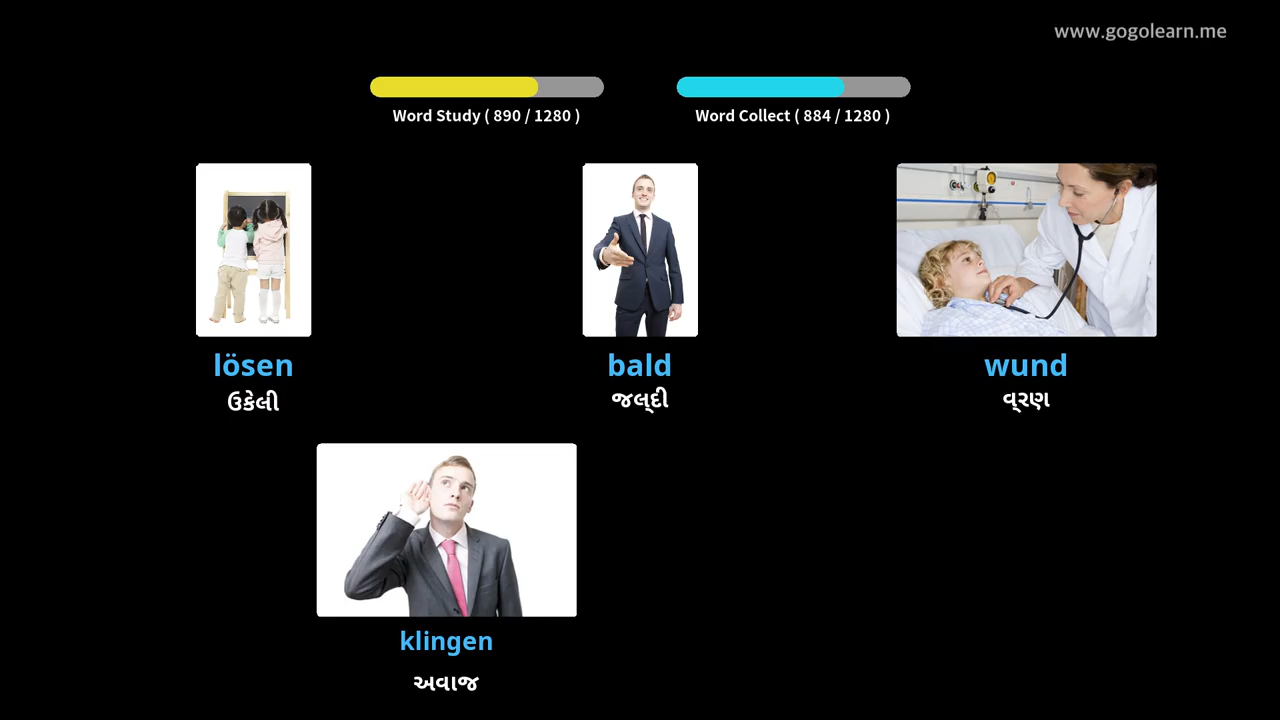 www.gogolearn.me
Word Study ( 890 / 1280 )
Word Collect ( 884 / 1280 )
lösen
ઉકેલી
bald
જલ્દી
wund
વ્રણ
klingen
અવાજ